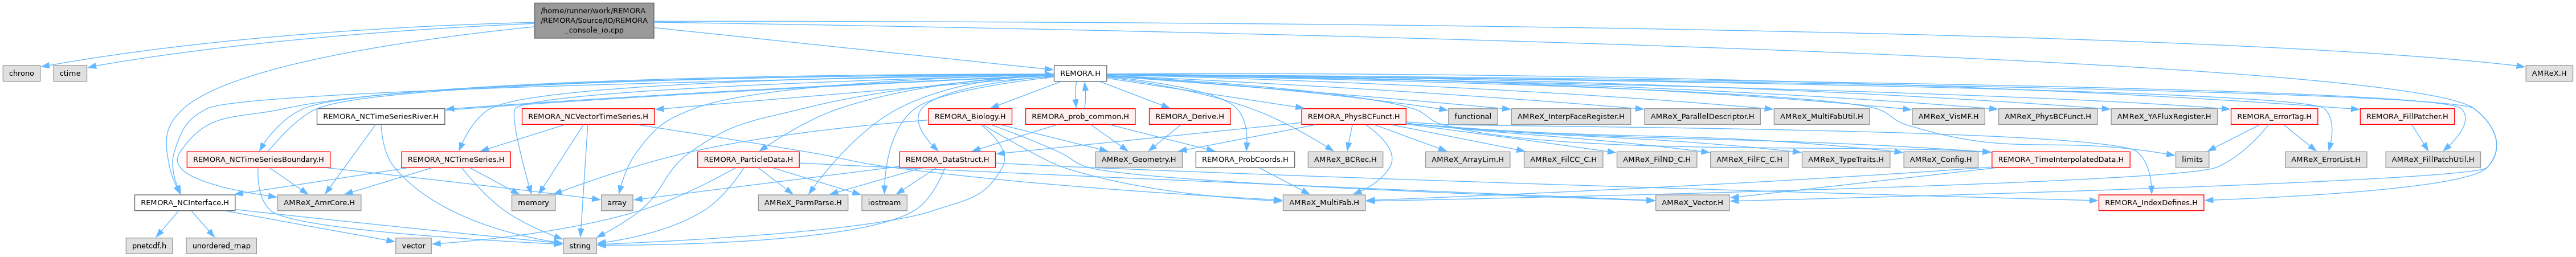 /home/runner/work/REMORA
/REMORA/Source/IO/REMORA
_console_io.cpp
chrono
ctime
REMORA.H
AMReX.H
REMORA_NCTimeSeriesRiver.H
REMORA_NCVectorTimeSeries.H
REMORA_Biology.H
REMORA_prob_common.H
REMORA_Derive.H
REMORA_PhysBCFunct.H
functional
AMReX_InterpFaceRegister.H
AMReX_ParallelDescriptor.H
AMReX_MultiFabUtil.H
AMReX_VisMF.H
AMReX_PhysBCFunct.H
AMReX_YAFluxRegister.H
REMORA_ErrorTag.H
REMORA_FillPatcher.H
REMORA_NCTimeSeriesBoundary.H
REMORA_NCTimeSeries.H
REMORA_ParticleData.H
REMORA_DataStruct.H
AMReX_Geometry.H
REMORA_ProbCoords.H
AMReX_BCRec.H
AMReX_ArrayLim.H
AMReX_FilCC_C.H
AMReX_FilND_C.H
AMReX_FilFC_C.H
AMReX_TypeTraits.H
AMReX_Config.H
REMORA_TimeInterpolatedData.H
limits
AMReX_ErrorList.H
AMReX_FillPatchUtil.H
REMORA_NCInterface.H
AMReX_AmrCore.H
memory
array
AMReX_ParmParse.H
iostream
AMReX_MultiFab.H
AMReX_Vector.H
REMORA_IndexDefines.H
pnetcdf.h
unordered_map
vector
string